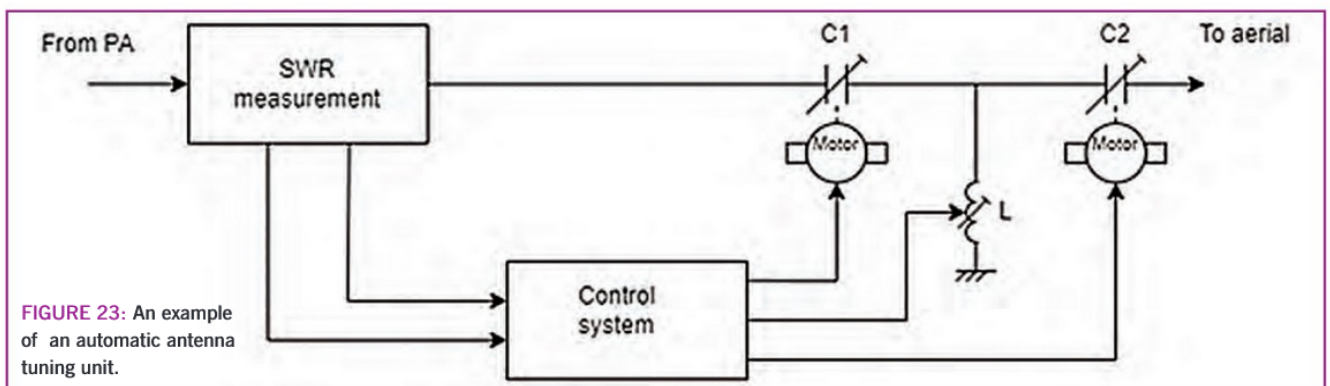 From PA
SWR
measurement
C1
C2
To aerial
Motor
Motor
L
Control
system
FIGURE 23: An example
of an automatic antenna
tuning unit.